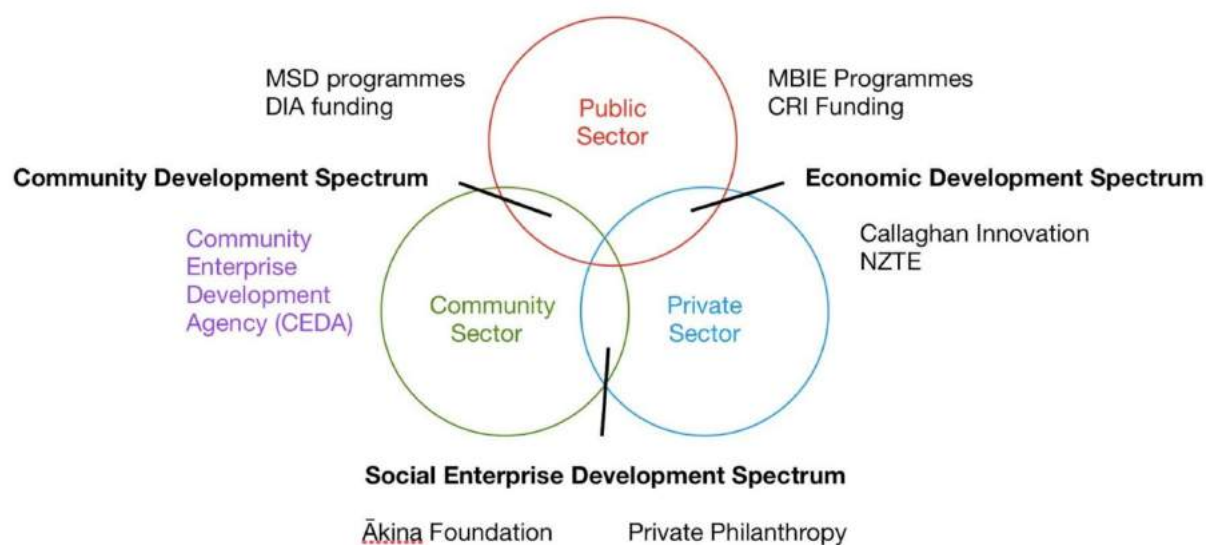 MSD programmes
DIA funding
MBIE Programmes
CRI Funding
Public
Sector
Community Development Spectrum
Economic Development Spectrum
Community
Enterprise
Development
Agency (CEDA)
Callaghan Innovation
NZTE
Community
Sector
Private
Sector
Social Enterprise Development Spectrum
Ākina Foundation
Private Philanthropy